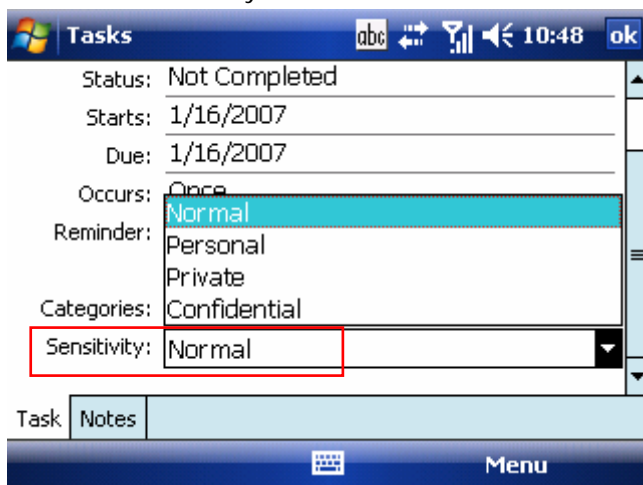 Tasks abc 10:48 ok
Status: Not Completed
Starts: 1/16/2007
Due: 1/16/2007
Occurs: Once
Normal
Reminder:
Personal
Private
Categories: Confidential
Sensitivity: Normal
Task Notes
Menu